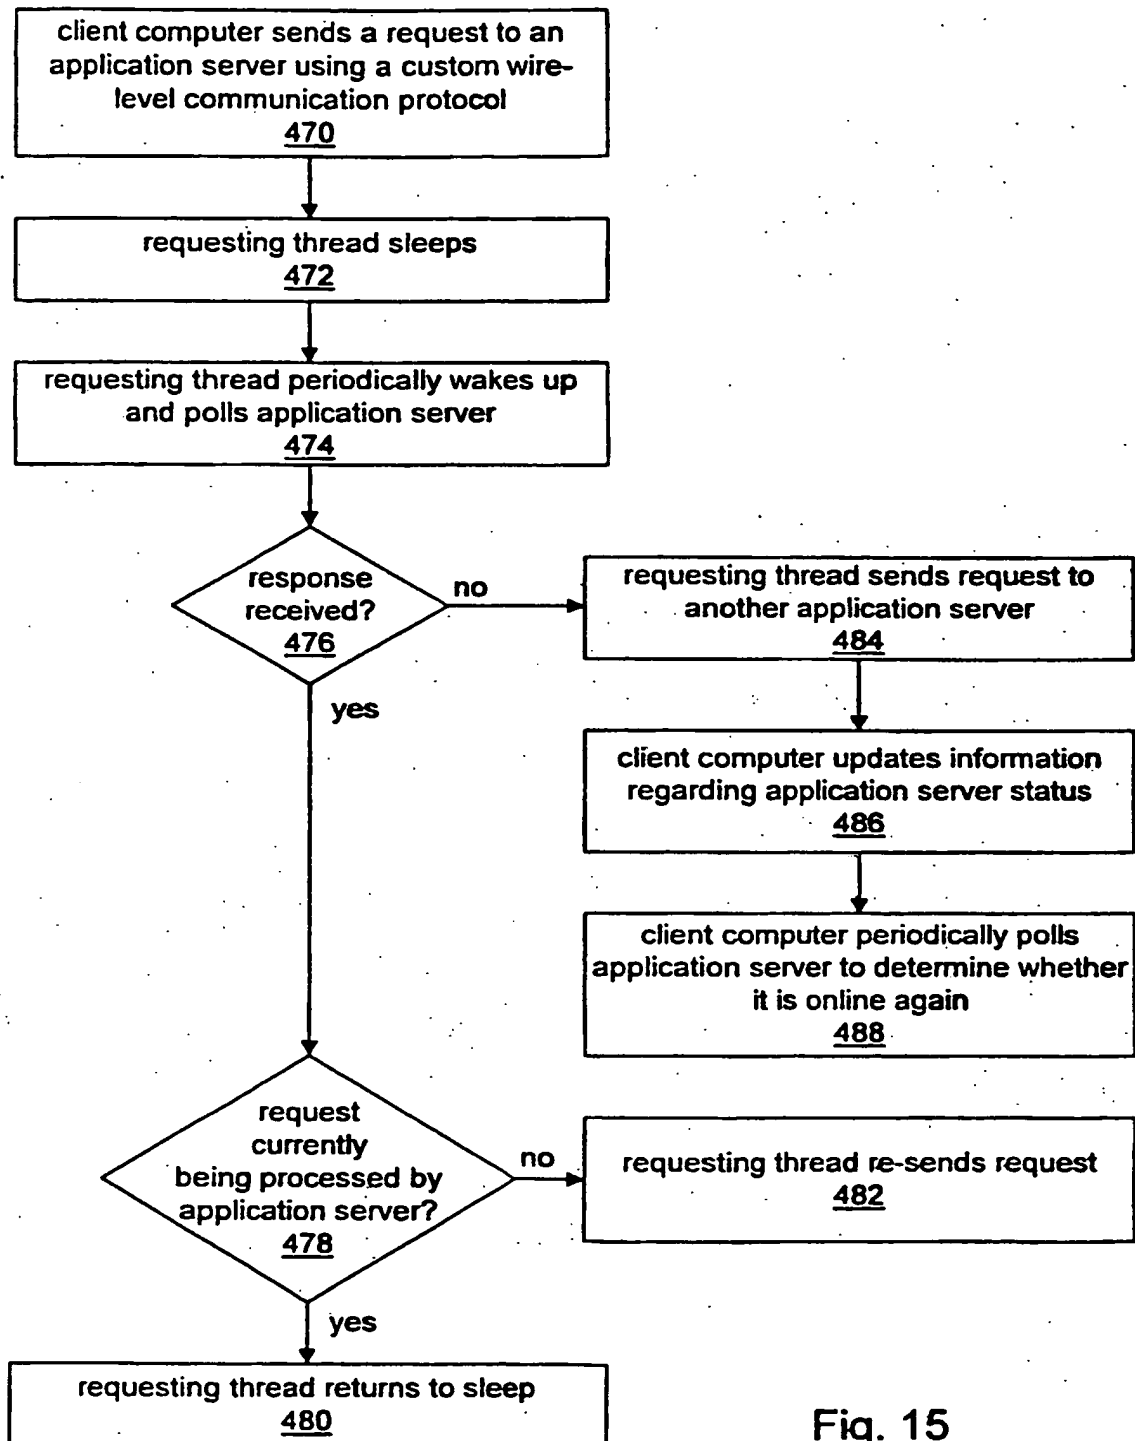 client computer sends a request to an
application server using a custom wire-
level communication protocol
470
requesting thread sleeps
472
requesting thread periodically wakes up
and polls application server
474
response
received?
476
no
yes
requesting thread sends request to
another application server
484
client computer updates information
regarding application server status
486
client computer periodically polls
application server to determine whether
it is online again
488
request
currently
being processed by
application server?
478
no
yes
requesting thread re-sends request
482
requesting thread returns to sleep
480
Fig. 15